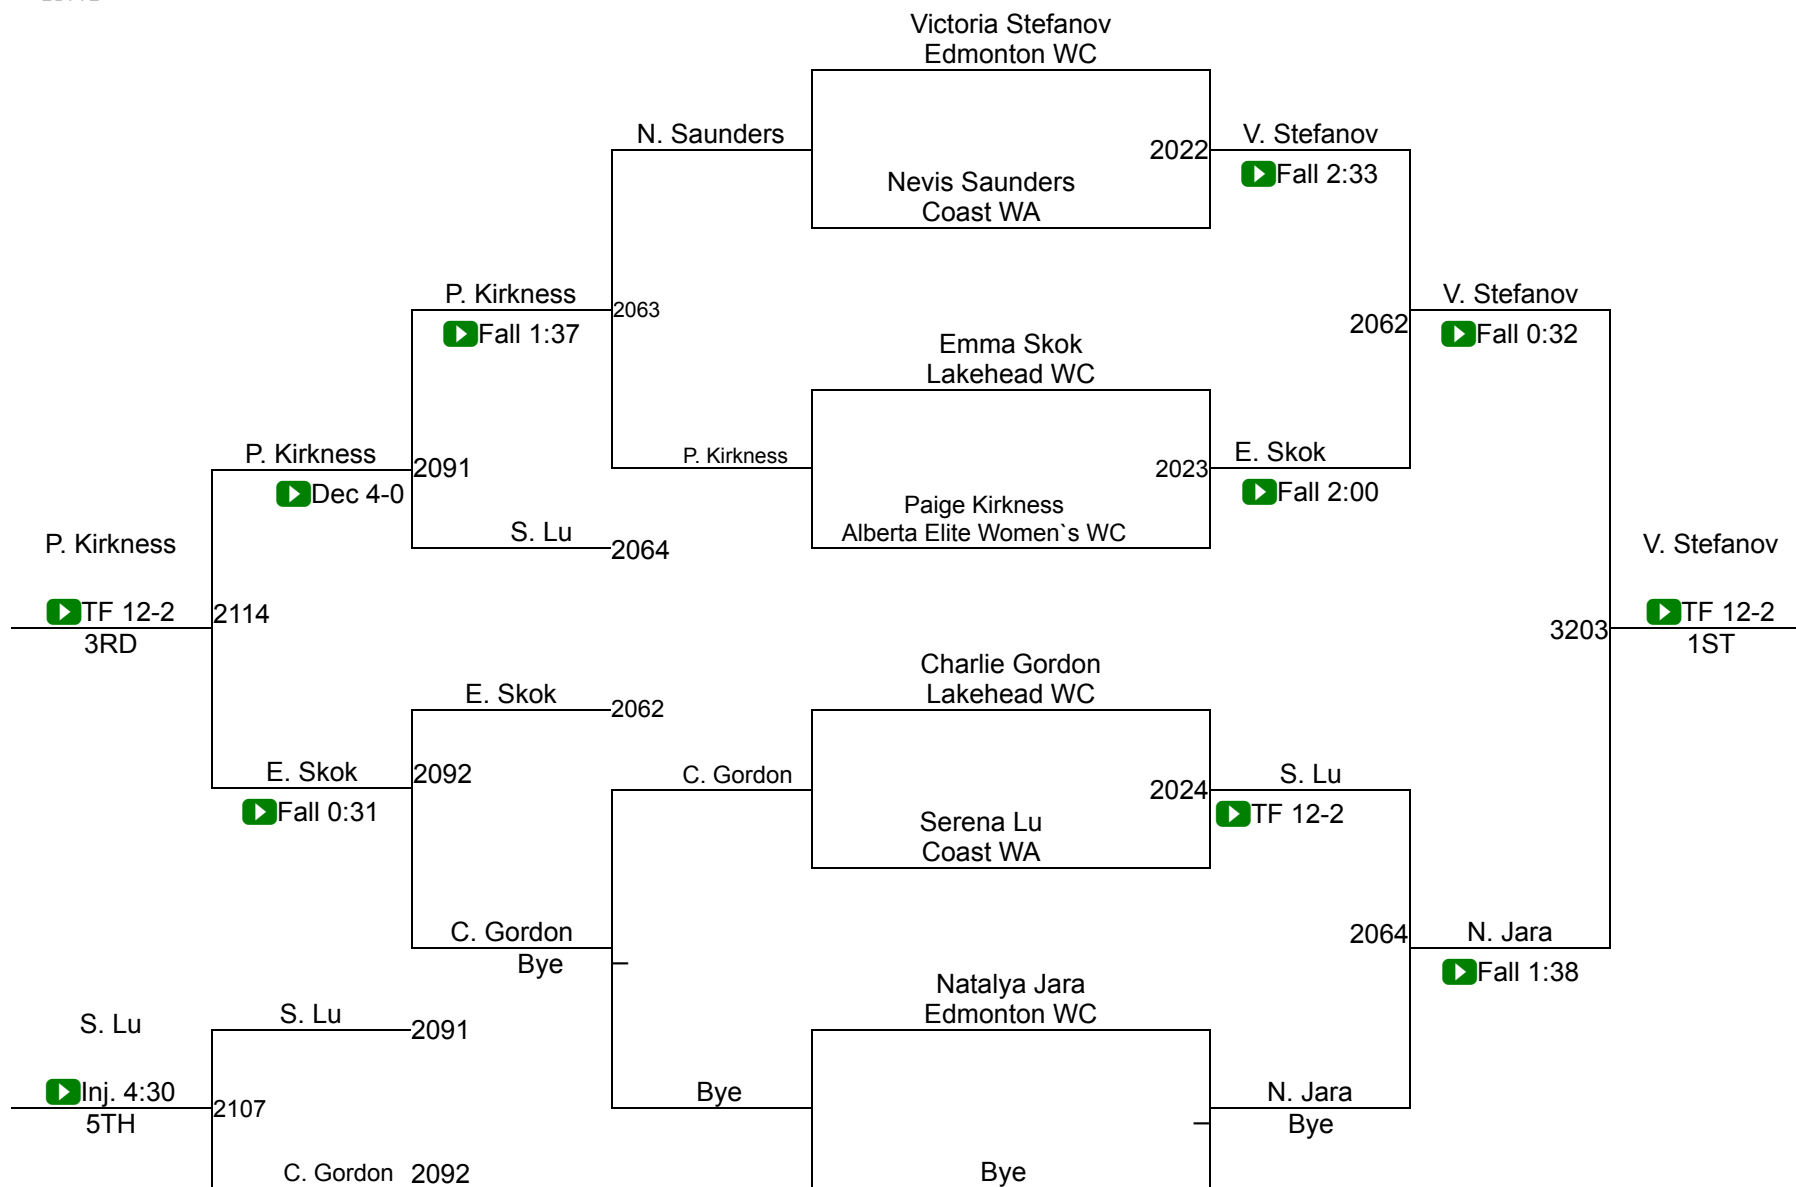 Victoria Stefanov
Edmonton WC
N. Saunders
2022
V. Stefanov
Fall 2:33
Nevis Saunders
Coast WA
P. Kirkness
2063
Fall 1:37
2062
V. Stefanov
Fall 0:32
Emma Skok
Lakehead WC
P. Kirkness
2091
Dec 4-0
P. Kirkness
2023
E. Skok
Fall 2:00
Paige Kirkness
Alberta Elite Women`s WC
S. Lu
2064
P. Kirkness
TF 12-2
3RD
2114
V. Stefanov
3203
TF 12-2
1ST
Charlie Gordon
Lakehead WC
E. Skok
2062
E. Skok
2092
Fall 0:31
C. Gordon
2024
S. Lu
TF 12-2
Serena Lu
Coast WA
C. Gordon
Bye
2064
N. Jara
Fall 1:38
Natalya Jara
Edmonton WC
S. Lu
S. Lu
2091
Inj. 4:30
5TH
2107
Bye
N. Jara
Bye
C. Gordon
2092
Bye